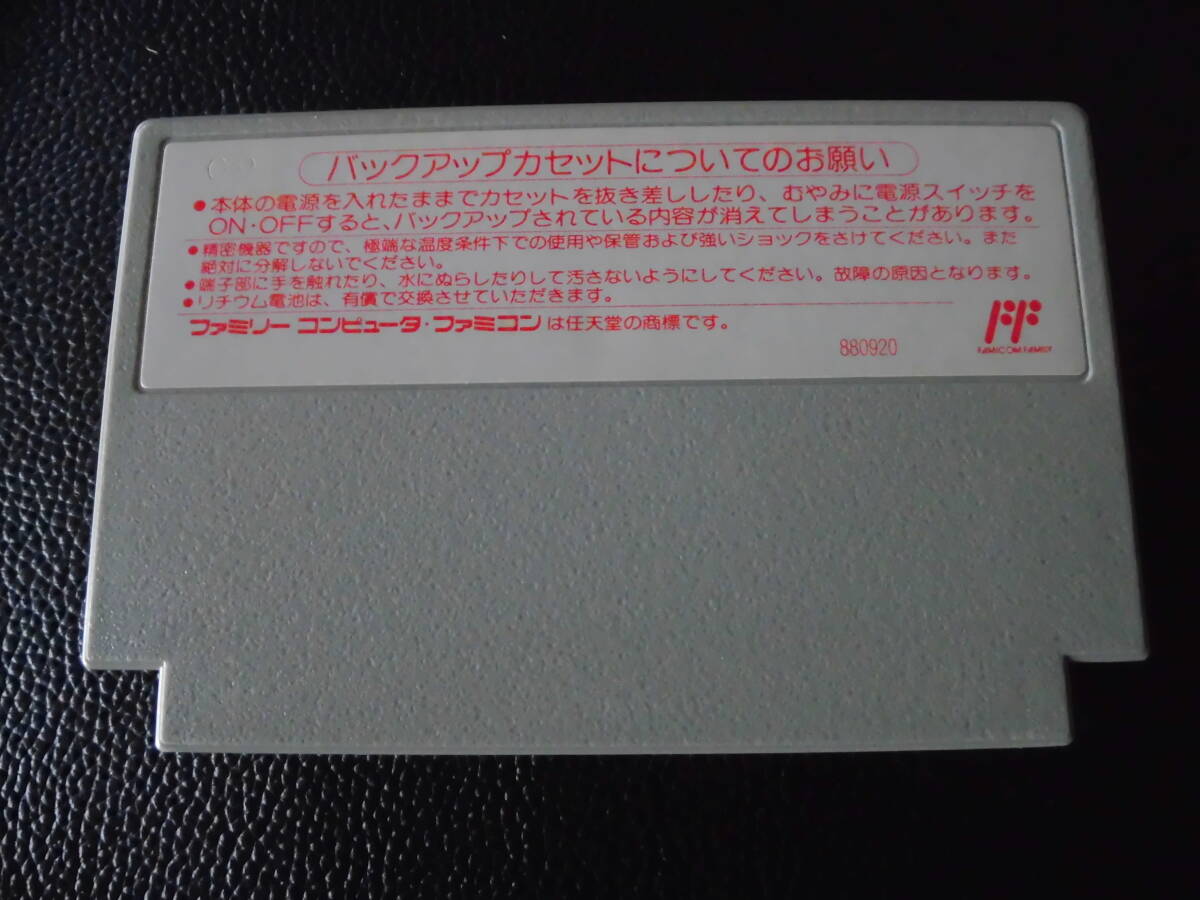 バックアップカセットについてのお願い
●本体の電源を入れたままでカセットを抜き差ししたり、むやみに電源スイッチを
ON・OFFすると、バックアップされている内容が消えてしまうことがあります。
●精密機器ですので、極端な温度条件下での使用や保管および強いショックをさけてください。また
絶対に分解しないでください。
●端子部に手を触れたり、水にぬらしたりして汚さないようにしてください。故障の原因となります。
●リチウム電池は、有償で交換させていただきます。
ファミリー コンピュータ・ファミコンは任天堂の商標です。
880920
FAMICOM FAMILY